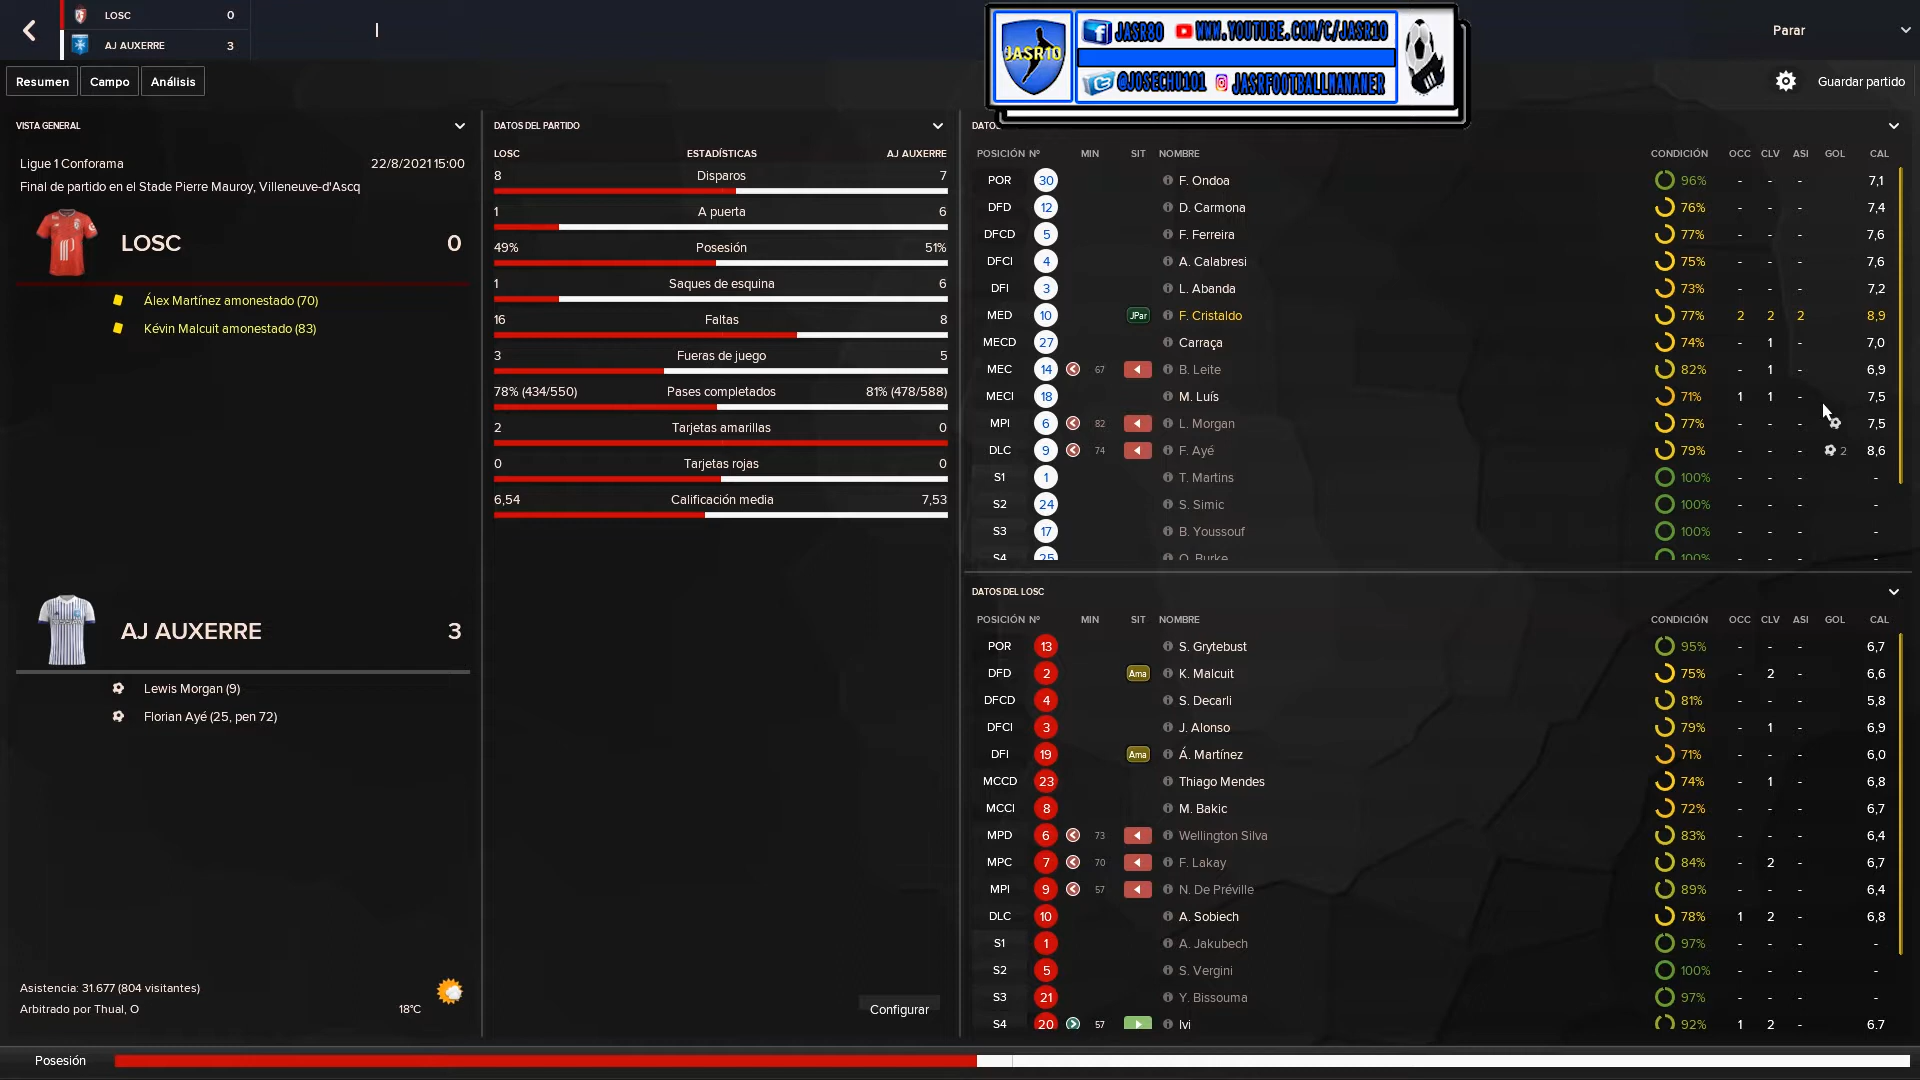 LOSC 0
AJ AUXERRE 3
JASR10
JASR80 WWW.YOUTUBE.COM/C/JASR10
@JOSECHU101 JASRFOOTBALLMANANER
Parar
Resumen Campo Análisis
Guardar partido
VISTA GENERAL
Ligue 1 Conforama 22/8/2021 15:00
Final de partido en el Stade Pierre Mauroy, Villeneuve-d'Ascq
LOSC 0
Álex Martínez amonestado (70)
Kévin Malcuit amonestado (83)
AJ AUXERRE 3
Lewis Morgan (9)
Florian Ayé (25, pen 72)
Asistencia: 31.677 (804 visitantes)
Arbitrado por Thual, O 18°C
DATOS DEL PARTIDO
LOSC ESTADÍSTICAS AJ AUXERRE
8 Disparos 7
1 A puerta 6
49% Posesión 51%
1 Saques de esquina 6
16 Faltas 8
3 Fueras de juego 5
78% (434/550) Pases completados 81% (478/588)
2 Tarjetas amarillas 0
0 Tarjetas rojas 0
6,54 Calificación media 7,53
Configurar
POSICIÓN Nº MIN SIT NOMBRE CONDICIÓN OCC CLV ASI GOL CAL
POR 30 F. Ondoa 96% - - - 7,1
DFD 12 D. Carmona 76% - - - 7,4
DFCD 5 F. Ferreira 77% - - - 7,6
DFCI 4 A. Calabresi 75% - - - 7,6
DFI 3 L. Abanda 73% - - - 7,2
MED 10 JPar F. Cristaldo 77% 2 2 2 8,9
MECD 27 Carraça 74% - 1 - 7,0
MEC 14 67 B. Leite 82% - 1 - 6,9
MECI 18 M. Luís 71% 1 1 - 7,5
MPI 6 82 L. Morgan 77% - - - 7,5
DLC 9 74 F. Ayé 79% - - - 2 8,6
S1 1 T. Martins 100% - - - -
S2 24 S. Simic 100% - - - -
S3 17 B. Youssouf 100% - - - -
S4 25 O. Burke 100% - - - -
DATOS DEL LOSC
POSICIÓN Nº MIN SIT NOMBRE CONDICIÓN OCC CLV ASI GOL CAL
POR 13 S. Grytebust 95% - - - 6,7
DFD 2 Ama K. Malcuit 75% - 2 - 6,6
DFCD 4 S. Decarli 81% - - - 5,8
DFCI 3 J. Alonso 79% - 1 - 6,9
DFI 19 Ama Á. Martínez 71% - - - 6,0
MCCD 23 Thiago Mendes 74% - 1 - 6,8
MCCI 8 M. Bakic 72% - - - 6,7
MPD 6 73 Wellington Silva 83% - - - 6,4
MPC 7 70 F. Lakay 84% - 2 - 6,7
MPI 9 57 N. De Préville 89% - - - 6,4
DLC 10 A. Sobiech 78% 1 2 - 6,8
S1 1 A. Jakubech 97% - - - -
S2 5 S. Vergini 100% - - - -
S3 21 Y. Bissouma 97% - - - -
S4 20 57 Ivi 92% 1 2 - 6.7
Posesión